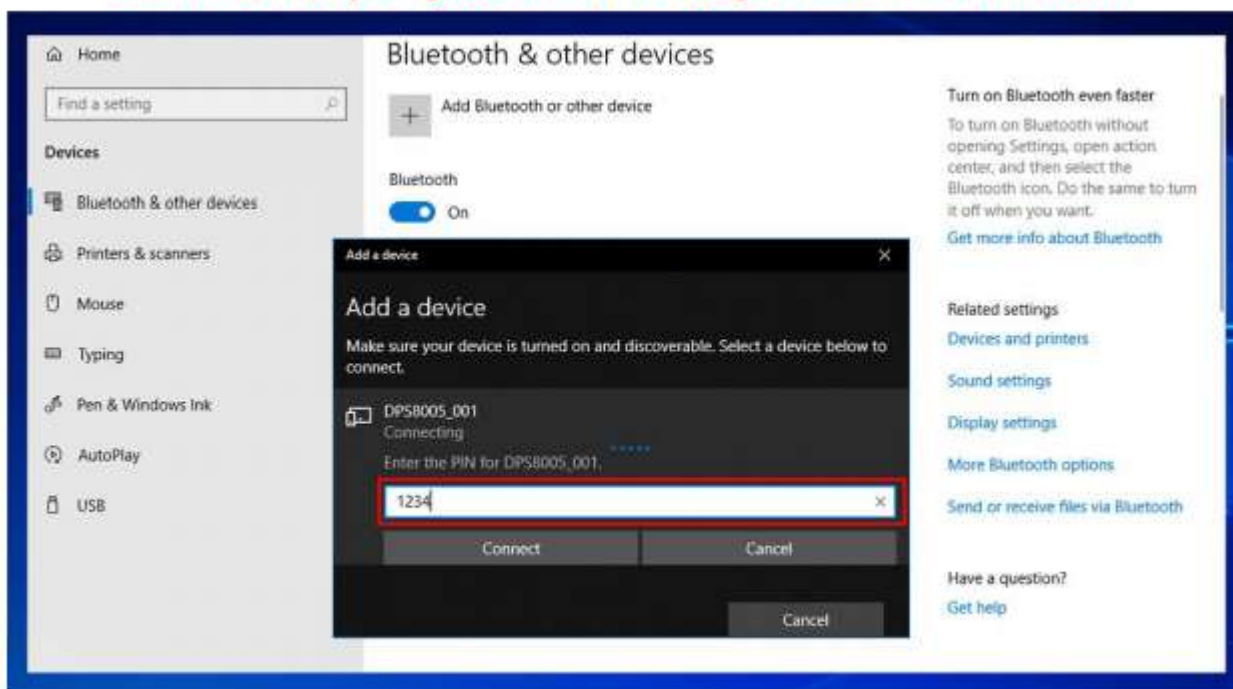 Home
Find a setting
Devices
Bluetooth & other devices
Printers & scanners
Mouse
Typing
Pen & Windows Ink
AutoPlay
USB
Bluetooth & other devices
Add Bluetooth or other device
Bluetooth
On
Add a device
Add a device
Make sure your device is turned on and discoverable. Select a device below to
connect.
DPS8005_001
Connecting
Enter the PIN for DPS8005_001.
1234
Connect
Cancel
Cancel
Turn on Bluetooth even faster
To turn on Bluetooth without
opening Settings, open action
center, and then select the
Bluetooth icon. Do the same to turn
it off when you want.
Get more info about Bluetooth
Related settings
Devices and printers
Sound settings
Display settings
More Bluetooth options
Send or receive files via Bluetooth
Have a question?
Get help